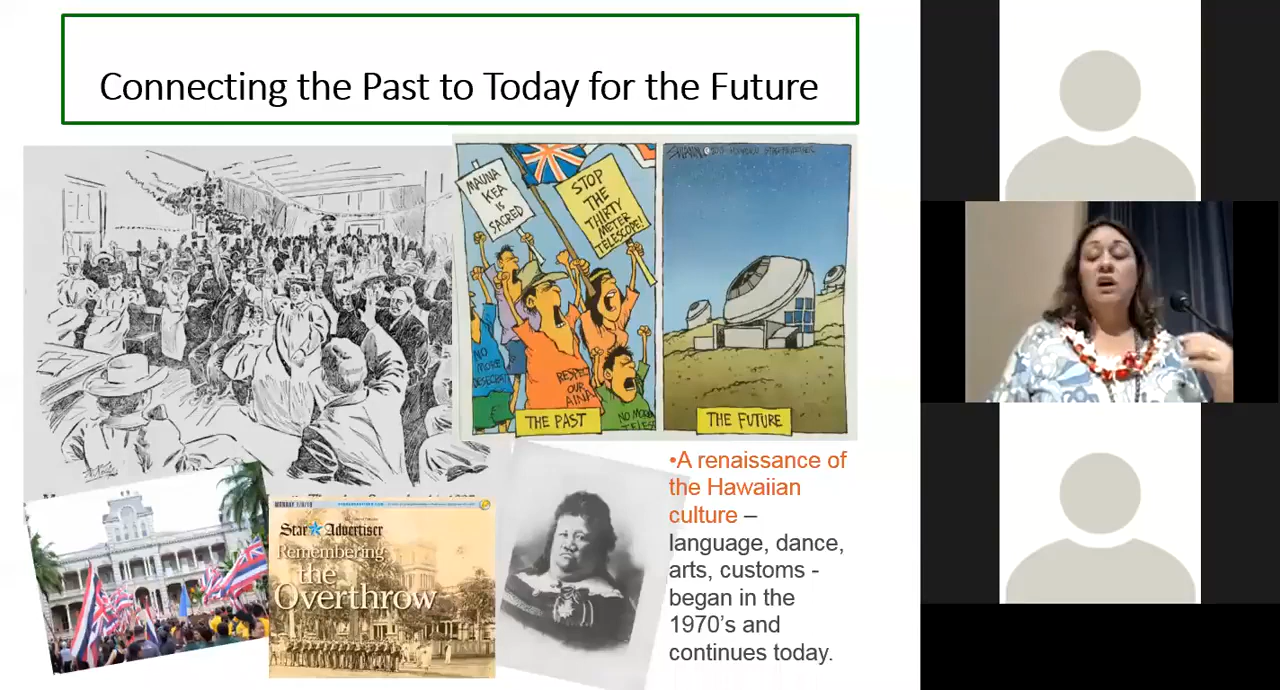 Connecting the Past to Today for the Future
MAUNA
KEA
IS
SACRED
STOP
THE
THIRTY
METER
TELESCOPE!
NO
MORE
RESPECT
OUR
AINA
NO MORE
THE PAST
THE FUTURE
Star Advertiser
Remembering
the
Overthrow
•A renaissance of
the Hawaiian
culture –
language, dance,
arts, customs -
began in the
1970's and
continues today.